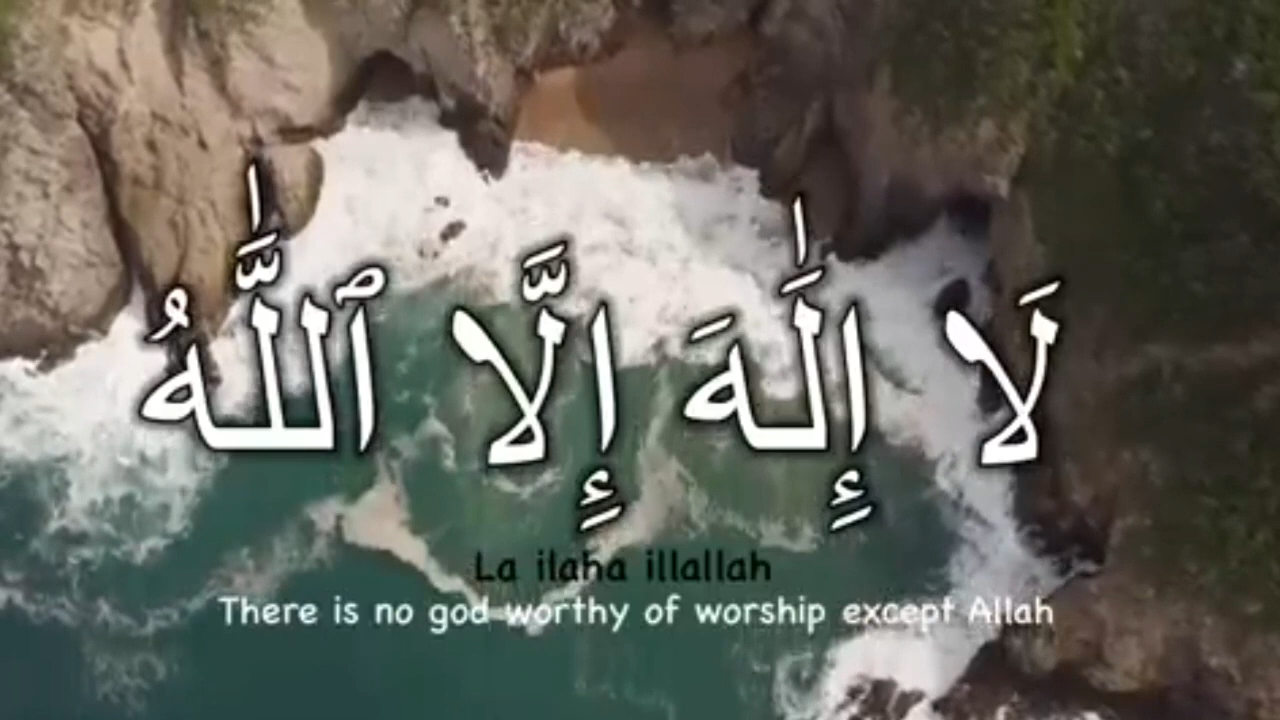 لَا إِلَٰهَ إِلَّا ٱللَّٰهُ
La ilaha illallah
There is no god worthy of worship except Allah